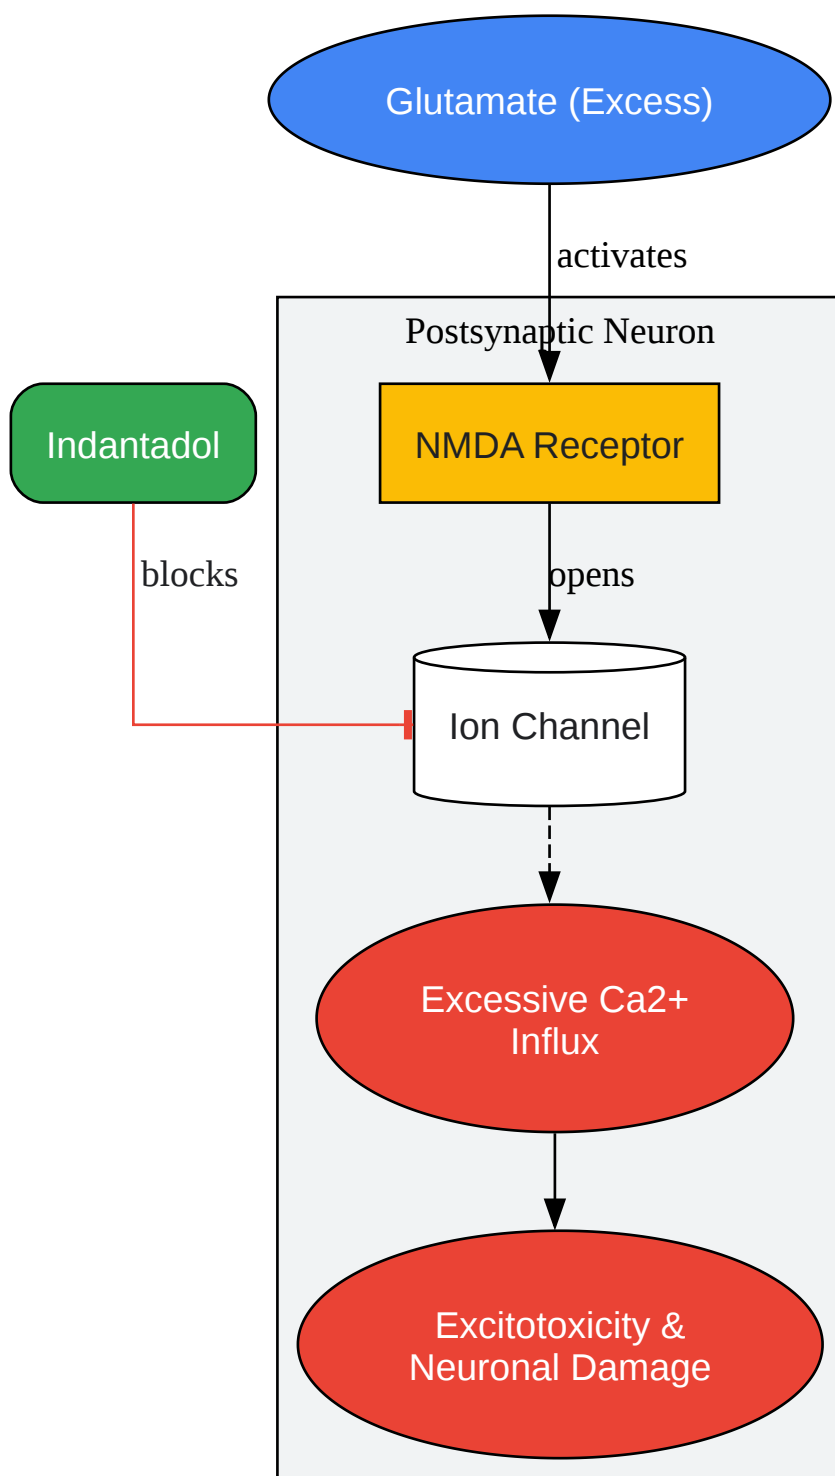 Glutamate (Excess)
activates
Postsynaptic Neuron
Indantadol
NMDA Receptor
blocks
opens
Ion Channel
Excessive Ca2+
Influx
Excitotoxicity &
Neuronal Damage